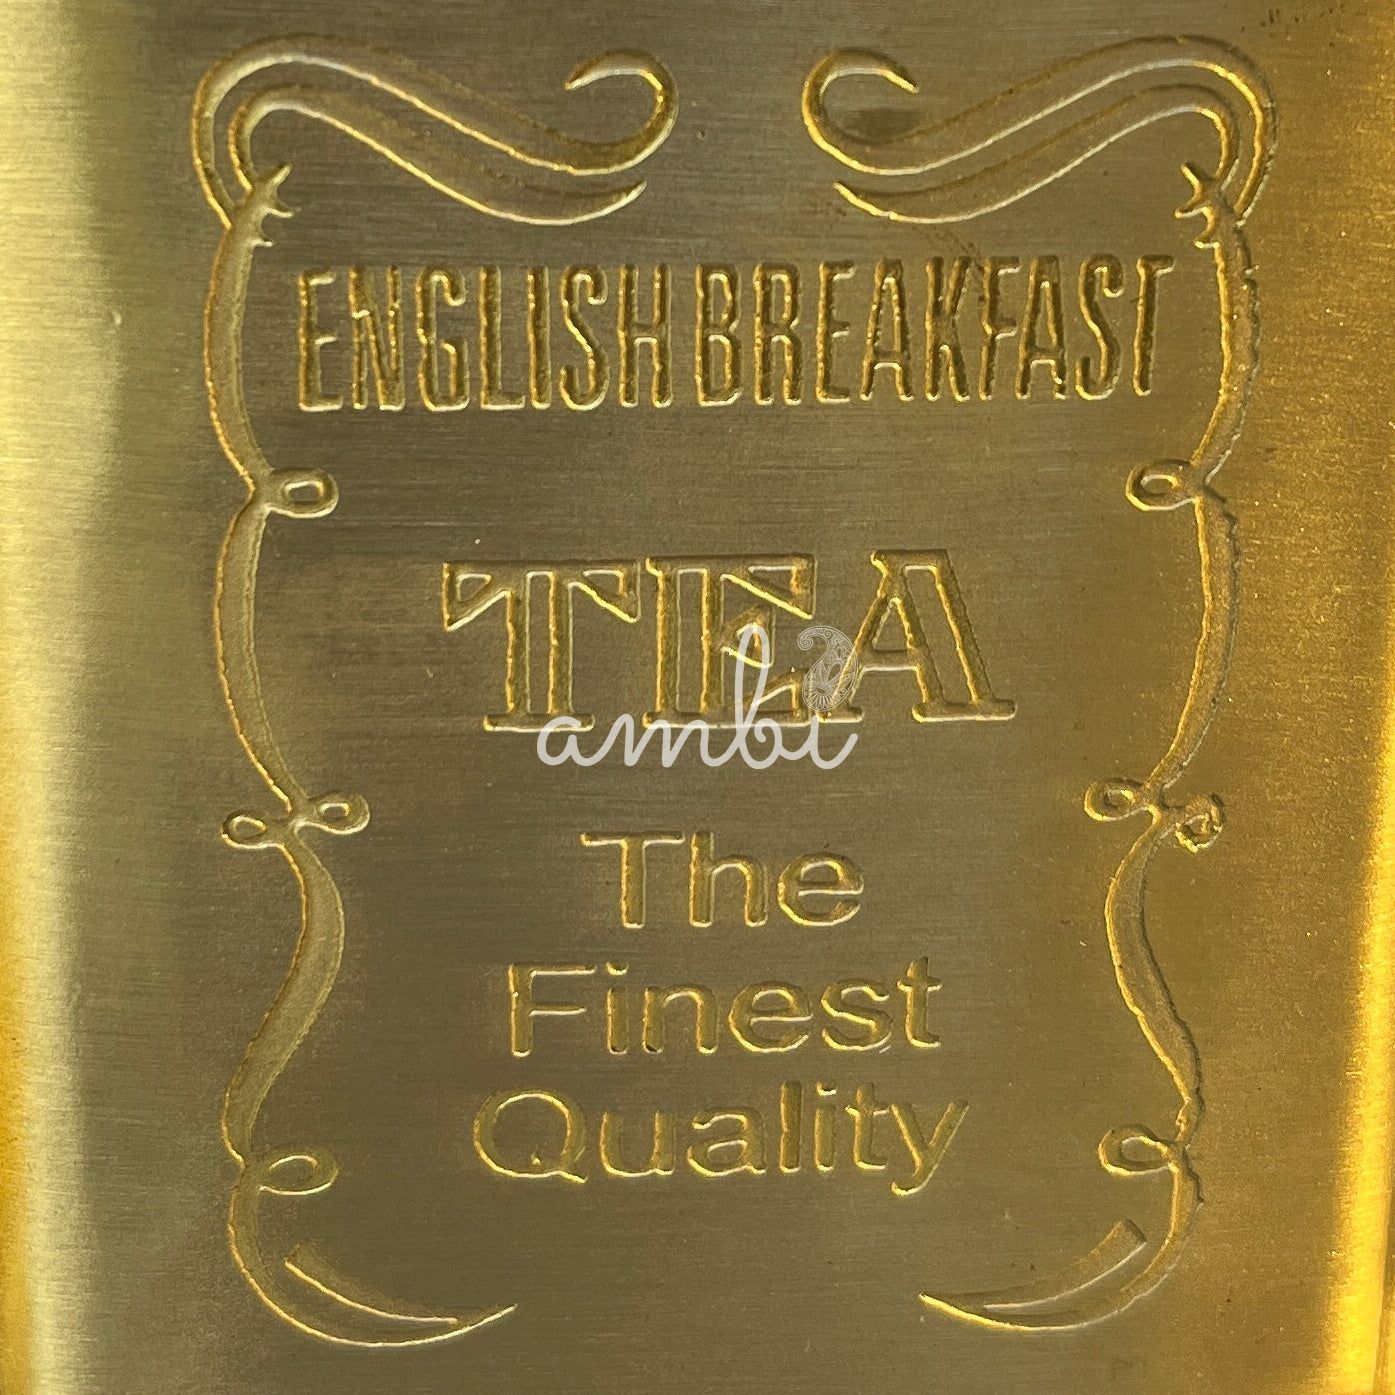 ENGLISH BREAKFAST
TEA
ambi
The
Finest
Quality